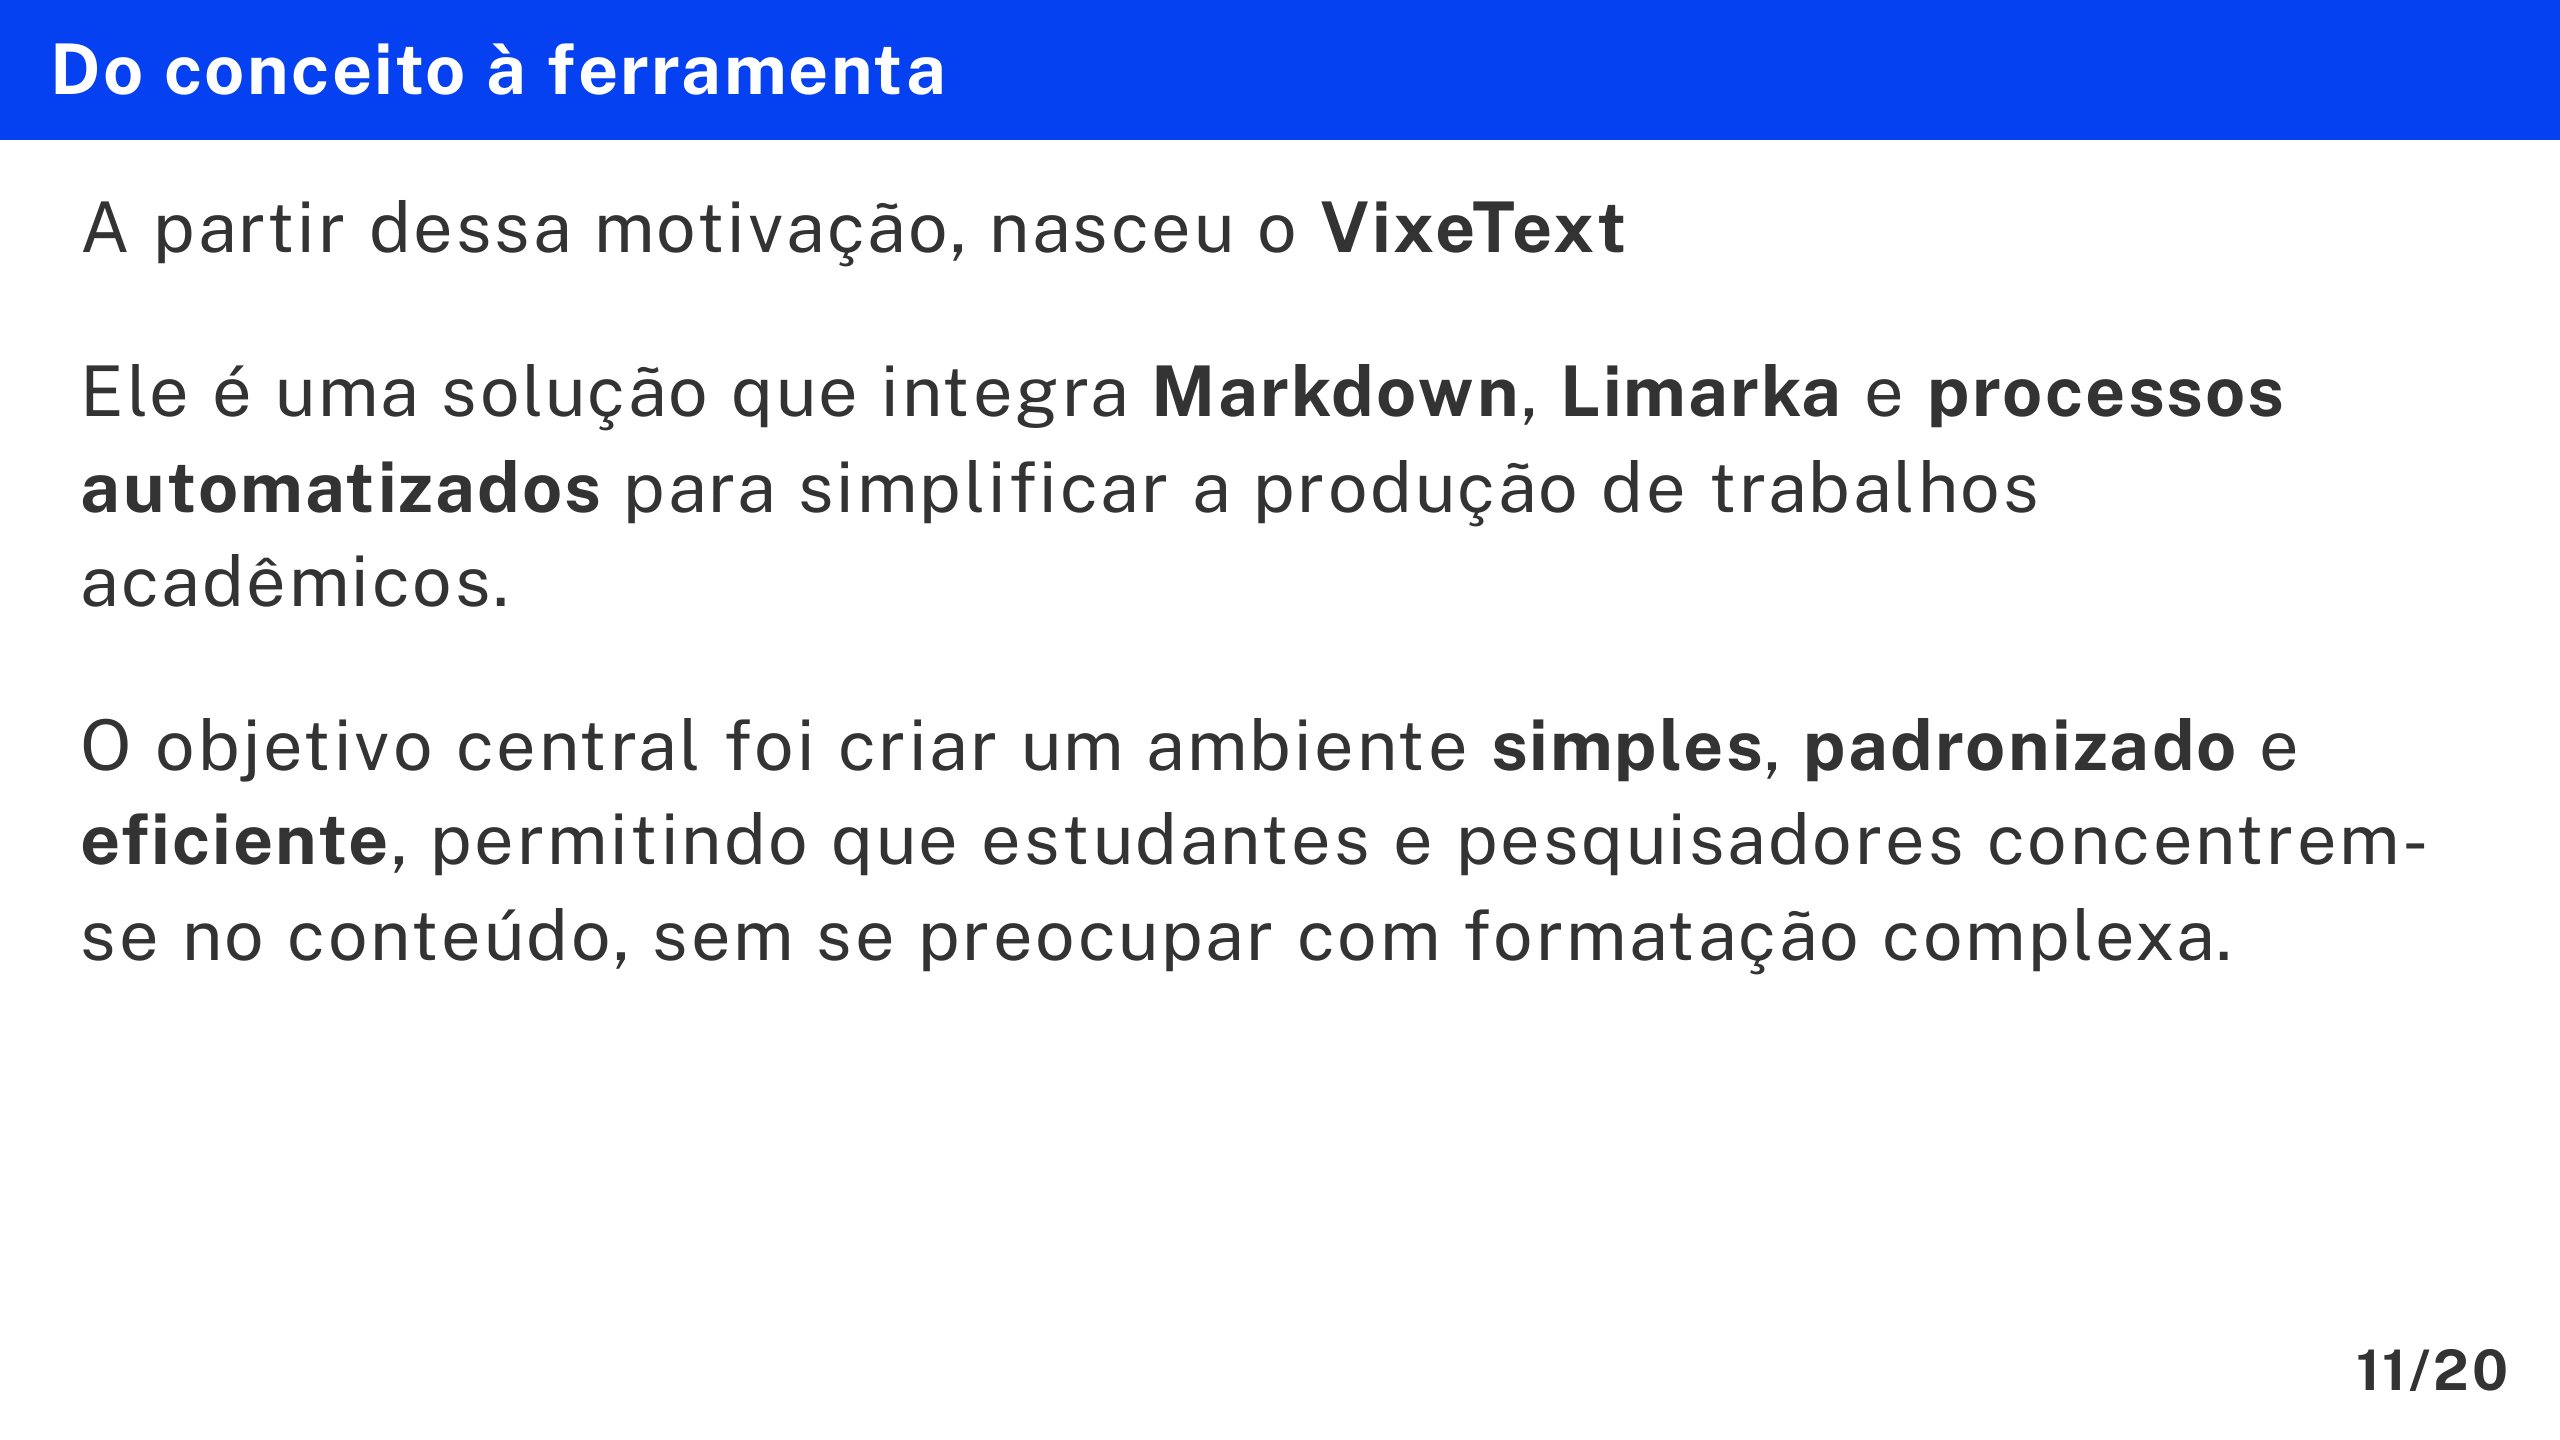 Do conceito à ferramenta
A partir dessa motivação, nasceu o VixeText
Ele é uma solução que integra Markdown, Limarka e processos
automatizados para simplificar a produção de trabalhos
acadêmicos.
O objetivo central foi criar um ambiente simples, padronizado e
eficiente, permitindo que estudantes e pesquisadores concentrem-
se no conteúdo, sem se preocupar com formatação complexa.
11/20